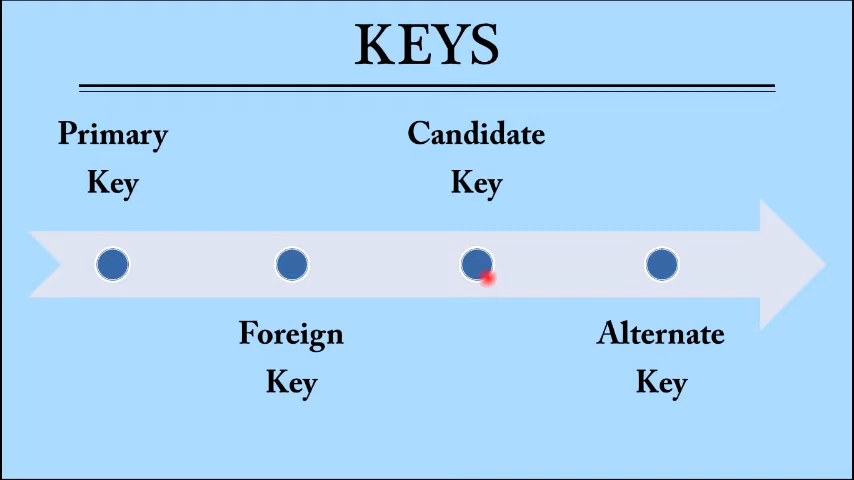 KEYS
Primary
Key
Foreign
Key
Candidate
Key
Alternate
Key